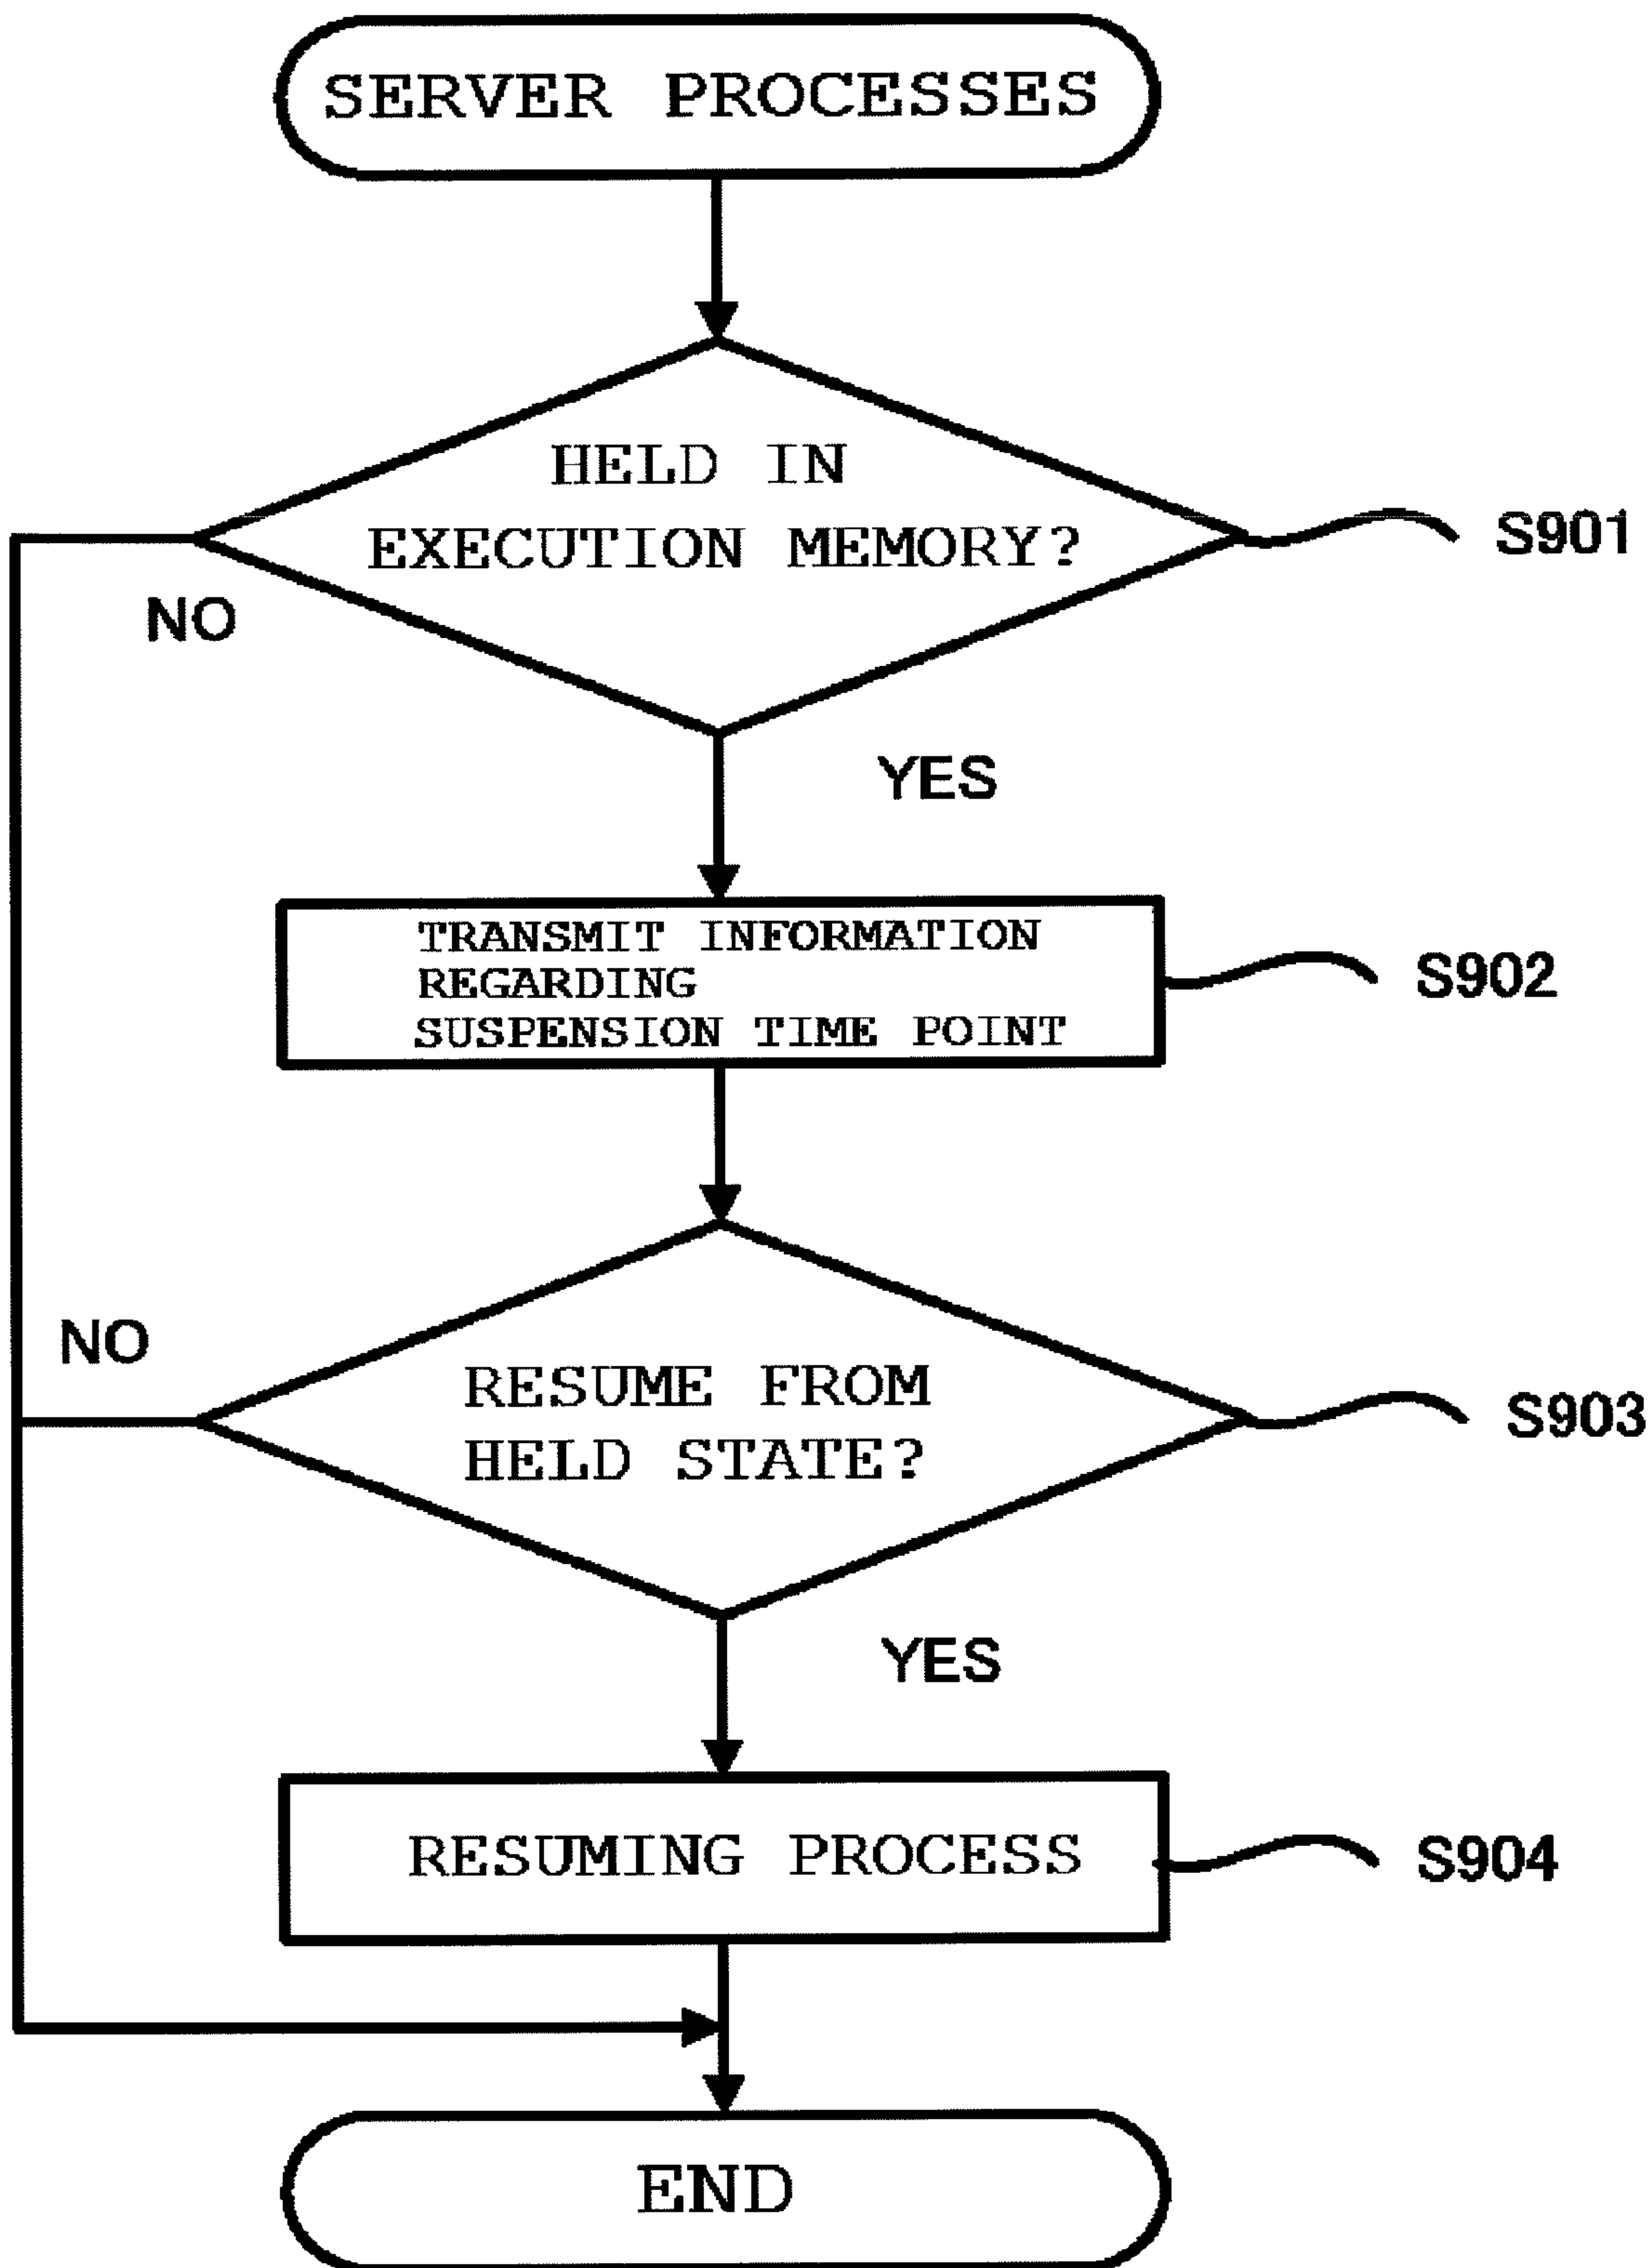 SERVER PROCESSES
HELD IN
EXECUTION MEMORY?
S901
NO
YES
TRANSMIT INFORMATION
REGARDING
SUSPENSION TIME POINT
S902
NO
RESUME FROM
HELD STATE?
S903
YES
RESUMING PROCESS
S904
END